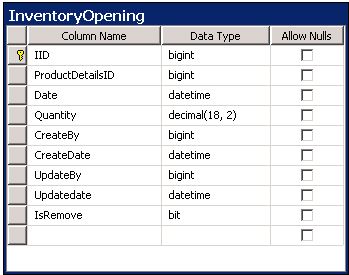 InventoryOpening
Column Name Data Type Allow Nulls
IID bigint
ProductDetailsID bigint
Date datetime
Quantity decimal(18, 2)
CreateBy bigint
CreateDate datetime
UpdateBy bigint
Updatedate datetime
IsRemove bit